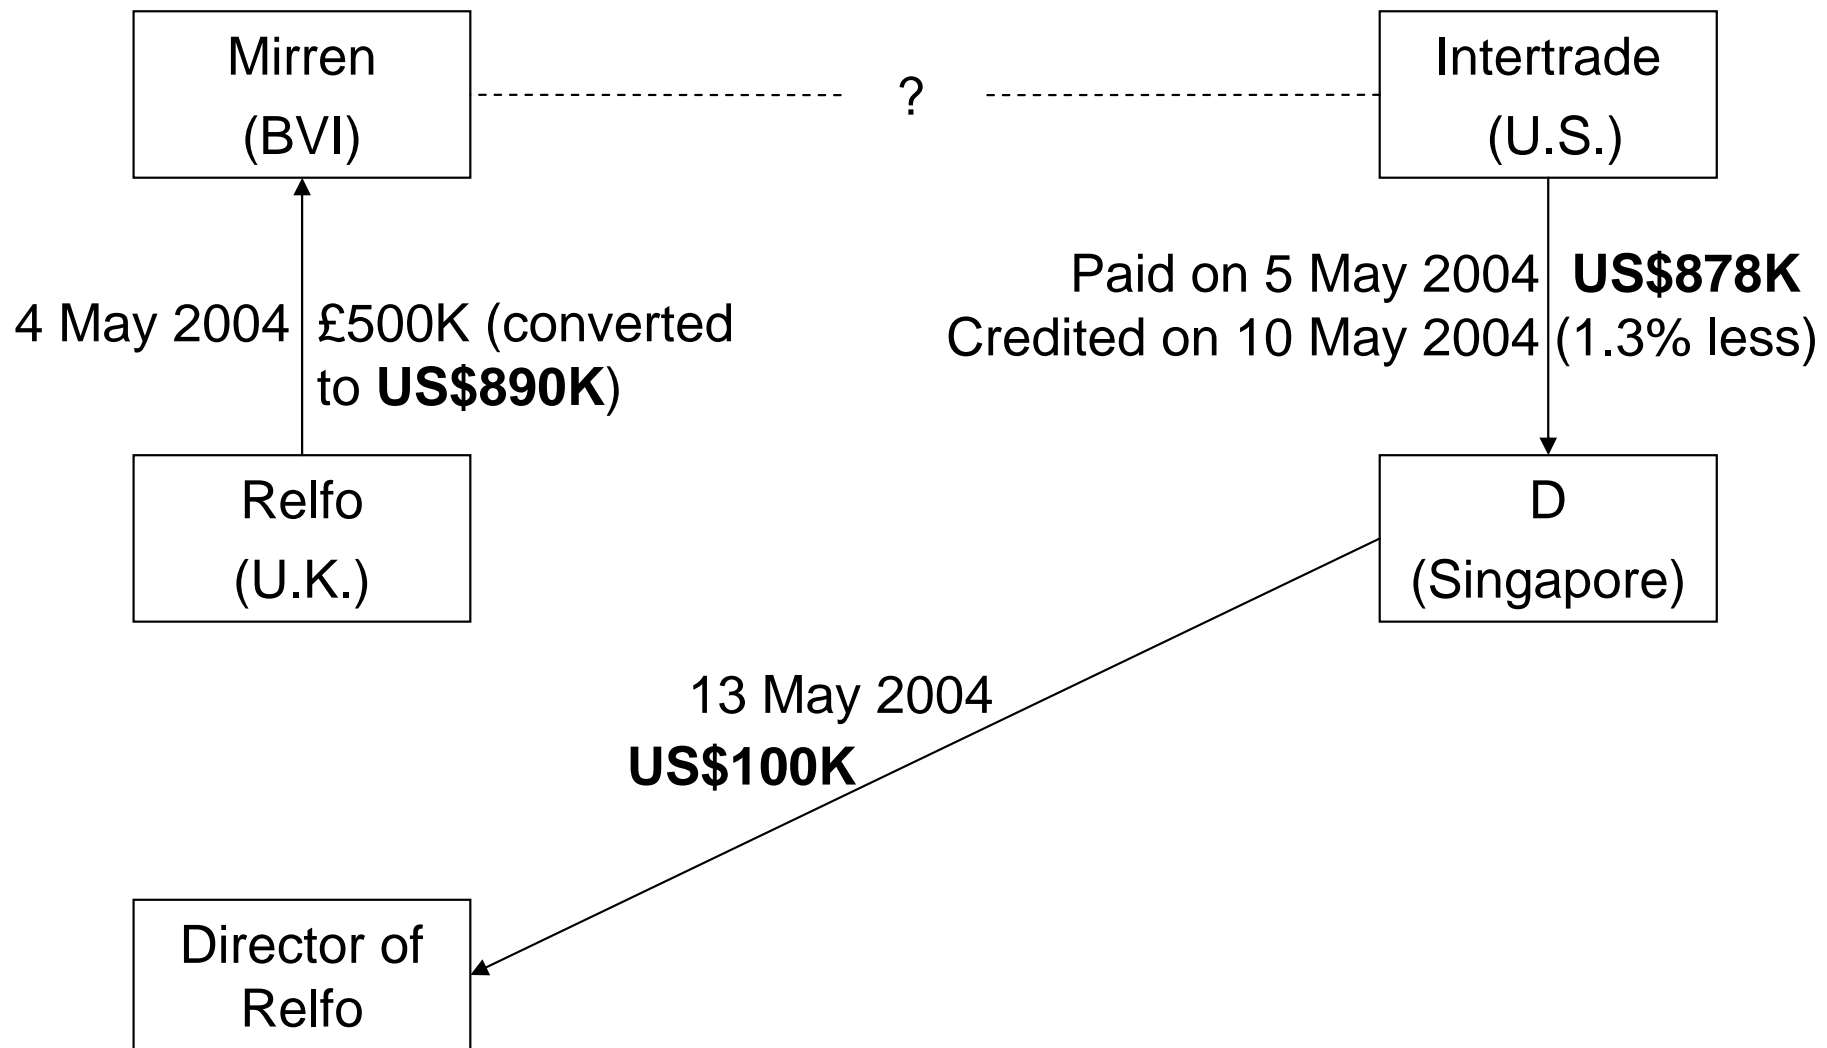 Mirren
(BVI)
?
Intertrade
(U.S.)
4 May 2004
£500K (converted
to US$890K)
Paid on 5 May 2004 US$878K
Credited on 10 May 2004 (1.3% less)
Relfo
(U.K.)
D
(Singapore)
13 May 2004
US$100K
Director of
Relfo